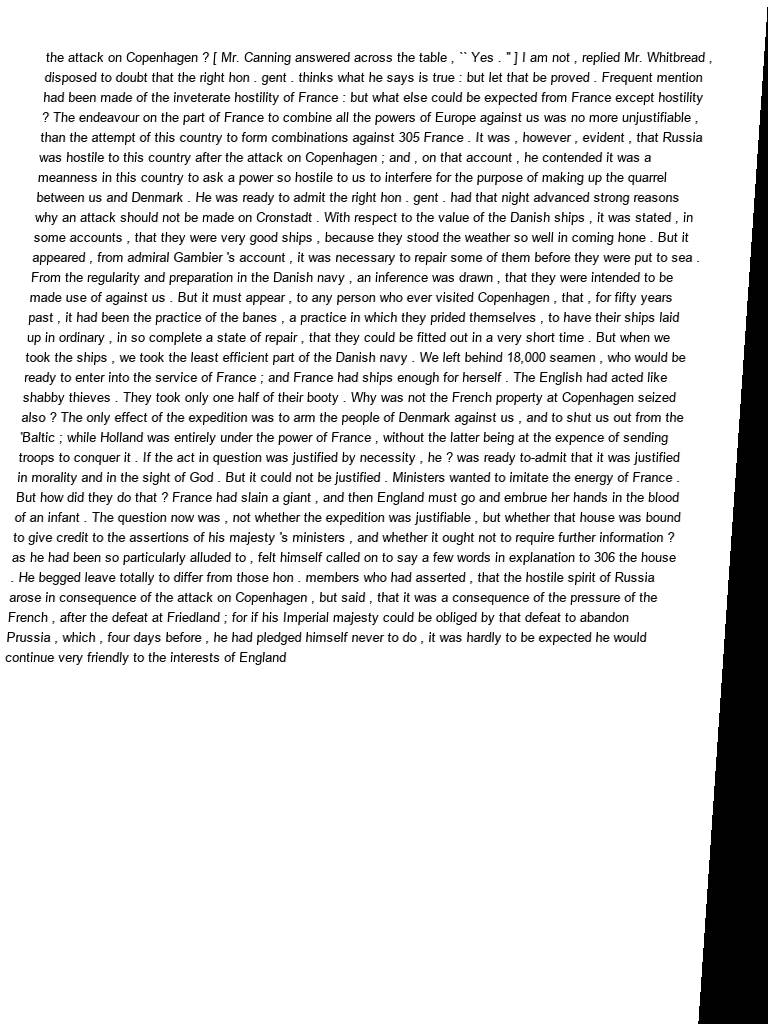 the attack on Copenhagen ? [ Mr. Canning answered across the table , `` Yes . " ] I am not , replied Mr. Whitbread ,
disposed to doubt that the right hon . gent . thinks what he says is true : but let that be proved . Frequent mention
had been made of the inveterate hostility of France : but what else could be expected from France except hostility
? The endeavour on the part of France to combine all the powers of Europe against us was no more unjustifiable ,
than the attempt of this country to form combinations against 305 France . It was , however , evident , that Russia
was hostile to this country after the attack on Copenhagen ; and , on that account , he contended it was a
meanness in this country to ask a power so hostile to us to interfere for the purpose of making up the quarrel
between us and Denmark . He was ready to admit the right hon . gent . had that night advanced strong reasons
why an attack should not be made on Cronstadt . With respect to the value of the Danish ships , it was stated , in
some accounts , that they were very good ships , because they stood the weather so well in coming hone . But it
appeared , from admiral Gambier 's account , it was necessary to repair some of them before they were put to sea .
From the regularity and preparation in the Danish navy , an inference was drawn , that they were intended to be
made use of against us . But it must appear , to any person who ever visited Copenhagen , that , for fifty years
past , it had been the practice of the banes , a practice in which they prided themselves , to have their ships laid
up in ordinary , in so complete a state of repair , that they could be fitted out in a very short time . But when we
took the ships , we took the least efficient part of the Danish navy . We left behind 18,000 seamen , who would be
ready to enter into the service of France ; and France had ships enough for herself . The English had acted like
shabby thieves . They took only one half of their booty . Why was not the French property at Copenhagen seized
also ? The only effect of the expedition was to arm the people of Denmark against us , and to shut us out from the
'Baltic ; while Holland was entirely under the power of France , without the latter being at the expence of sending
troops to conquer it . If the act in question was justified by necessity , he ? was ready to-admit that it was justified
in morality and in the sight of God . But it could not be justified . Ministers wanted to imitate the energy of France .
But how did they do that ? France had slain a giant , and then England must go and embrue her hands in the blood
of an infant . The question now was , not whether the expedition was justifiable , but whether that house was bound
to give credit to the assertions of his majesty 's ministers , and whether it ought not to require further information ?
as he had been so particularly alluded to , felt himself called on to say a few words in explanation to 306 the house
. He begged leave totally to differ from those hon . members who had asserted , that the hostile spirit of Russia
arose in consequence of the attack on Copenhagen , but said , that it was a consequence of the pressure of the
French , after the defeat at Friedland ; for if his Imperial majesty could be obliged by that defeat to abandon
Prussia , which , four days before , he had pledged himself never to do , it was hardly to be expected he would
continue very friendly to the interests of England